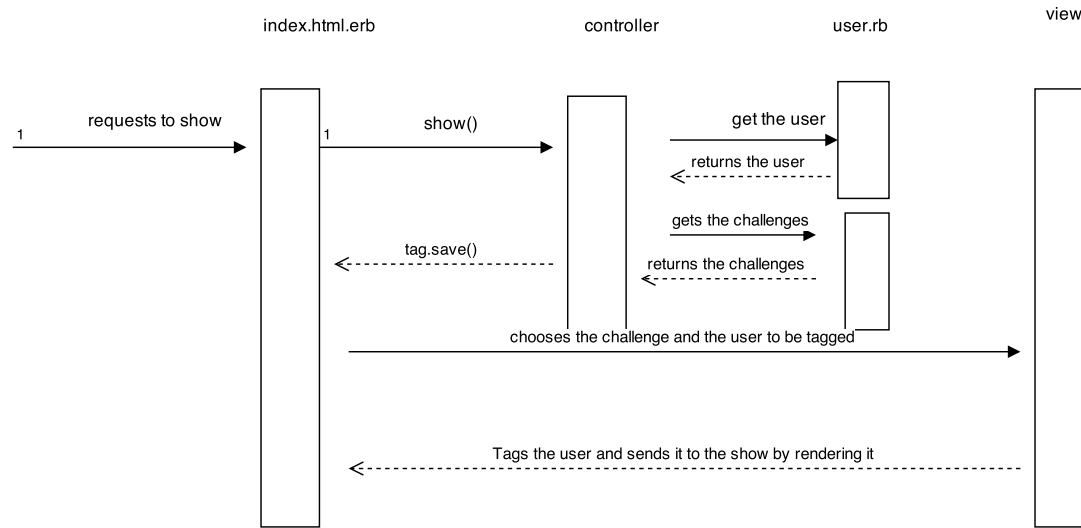 view
index.html.erb
controller
user.rb
requests to show
show()
get the user
1
1
returns the user
gets the challenges
tag.save()
returns the challenges
chooses the challenge and the user to be tagged
Tags the user and sends it to the show by rendering it